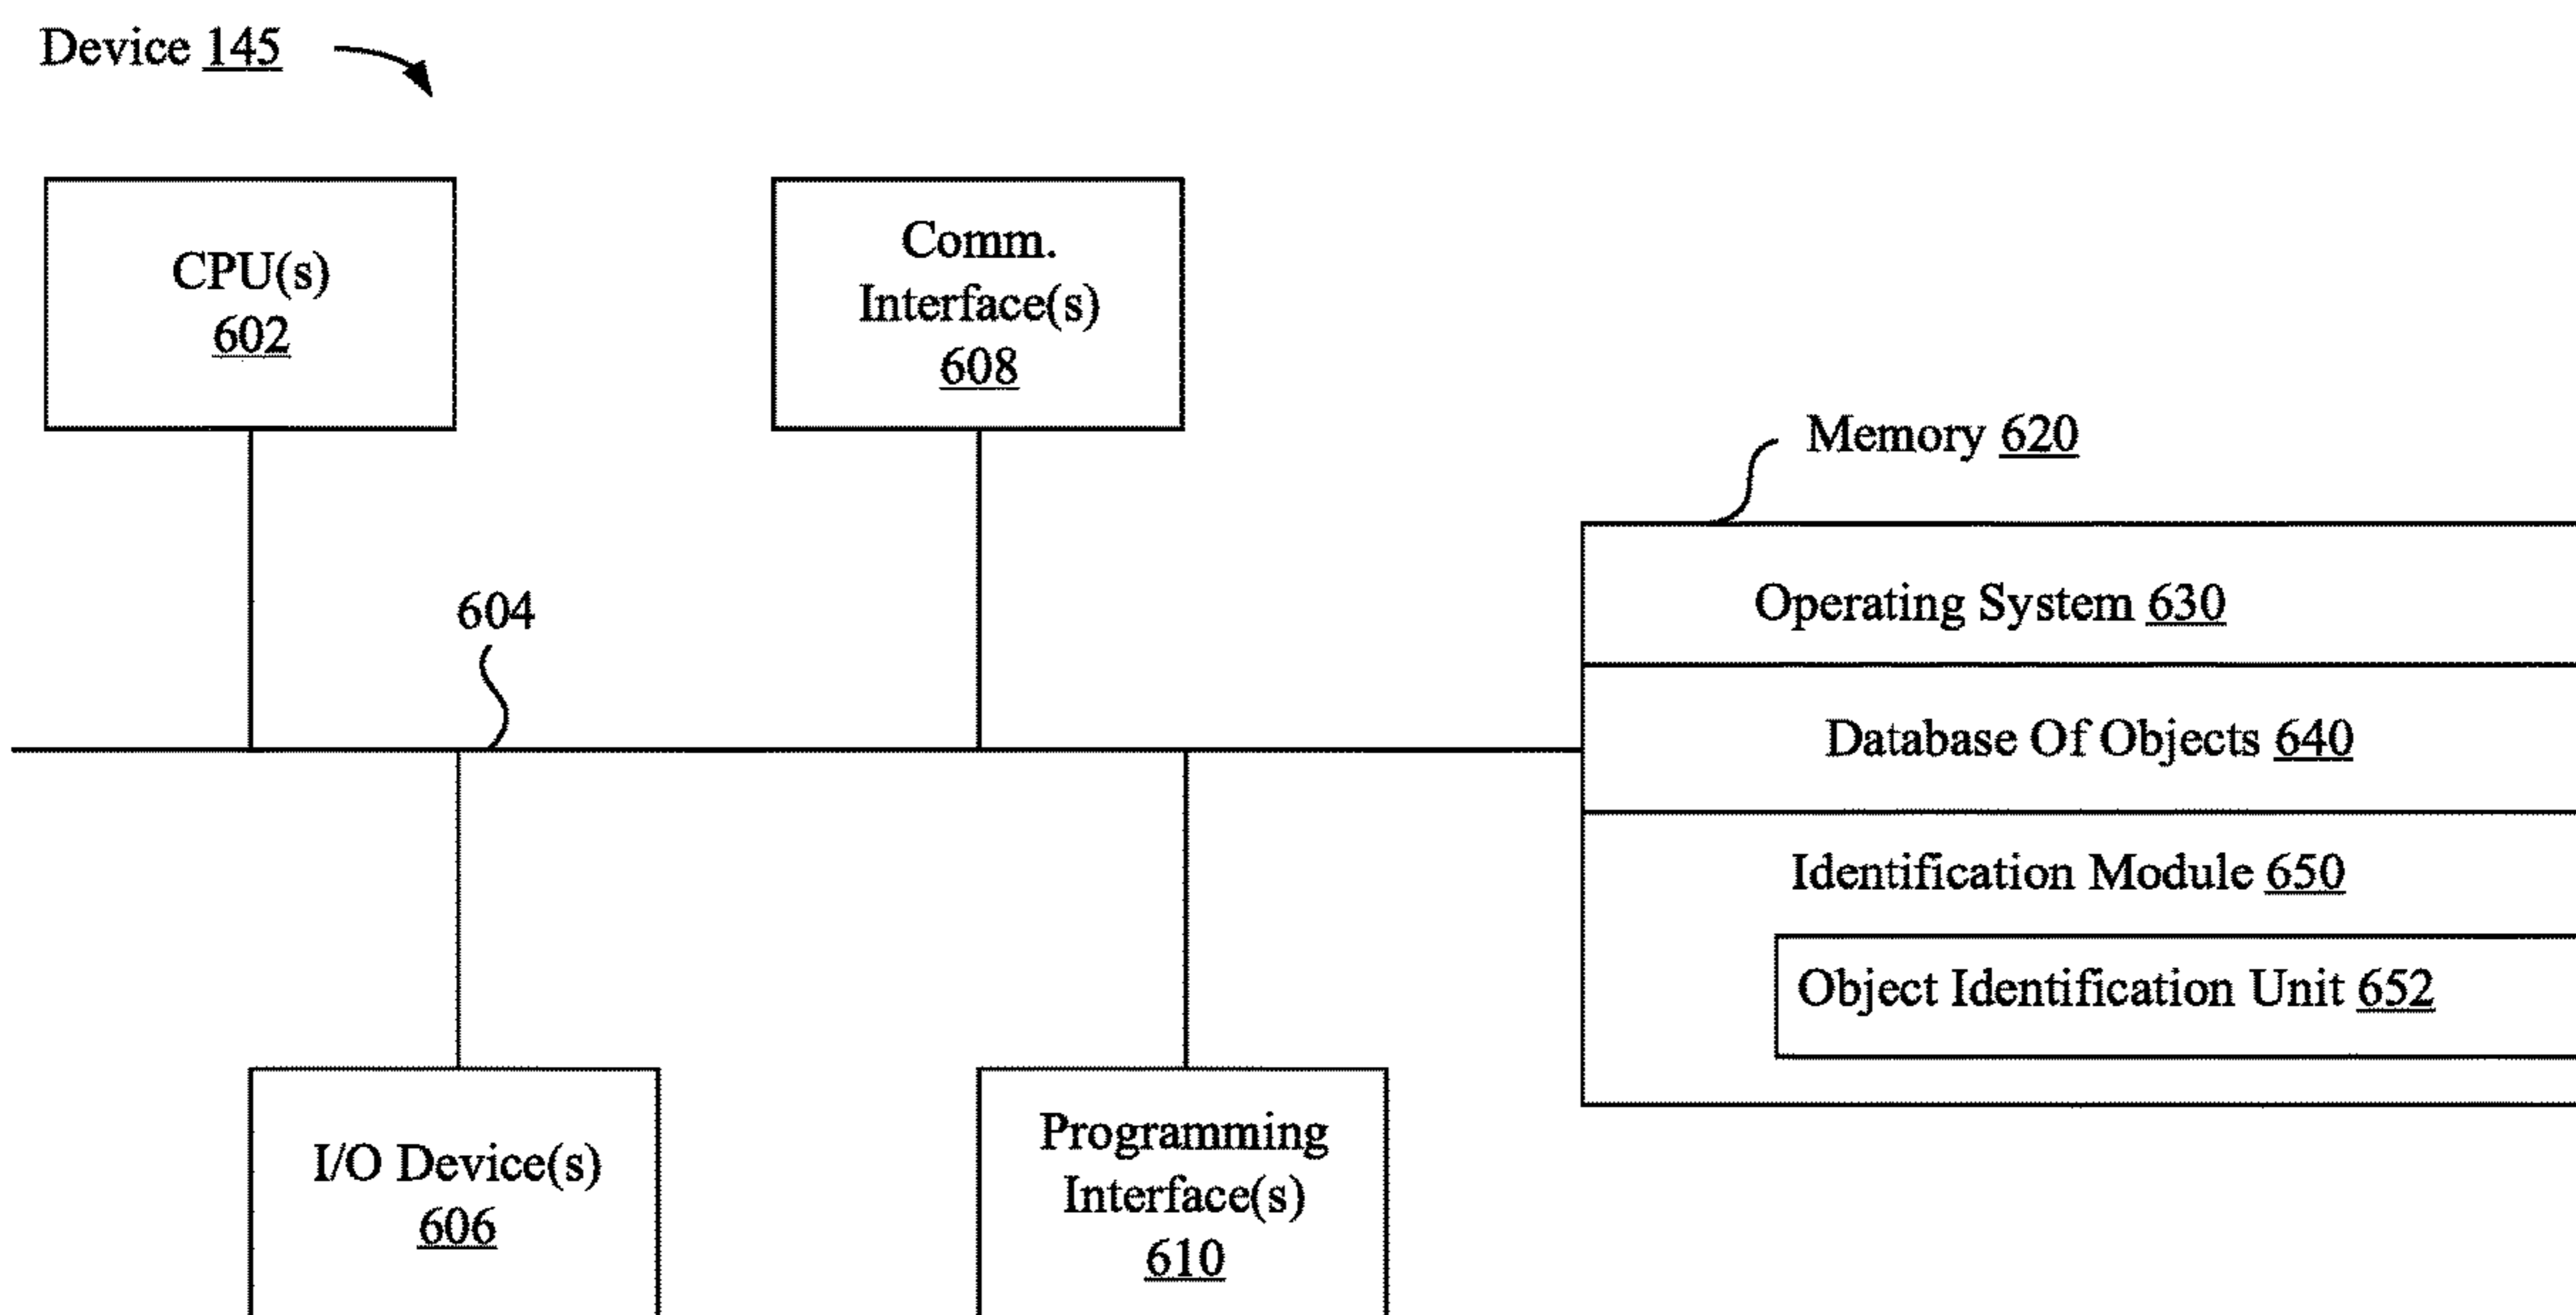 Device 145
CPU(s)
602
Comm.
Interface(s)
608
Memory 620
604
Operating System 630
Database Of Objects 640
Identification Module 650
Object Identification Unit 652
I/O Device(s)
606
Programming
Interface(s)
610